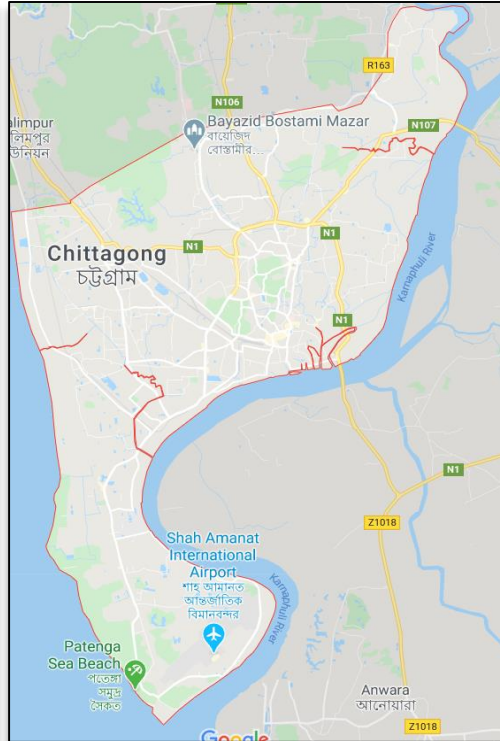 R163
N106
Bayazid Bostami Mazar
বায়েজিদ
বোস্তামীর...
N107
alimpur
লিমপুর
উনিয়ন
Chittagong
চট্টগ্রাম
N1
N1
Karnaphuli River
N1
N1
Z1018
Shah Amanat
International
Airport
শাহ আমানত
আন্তর্জাতিক
বিমানবন্দর
Karnaphuli River
Patenga
Sea Beach
পতেঙ্গা
সমুদ্র
সৈকত
Anwara
আনোয়ারা
Z1018
Google